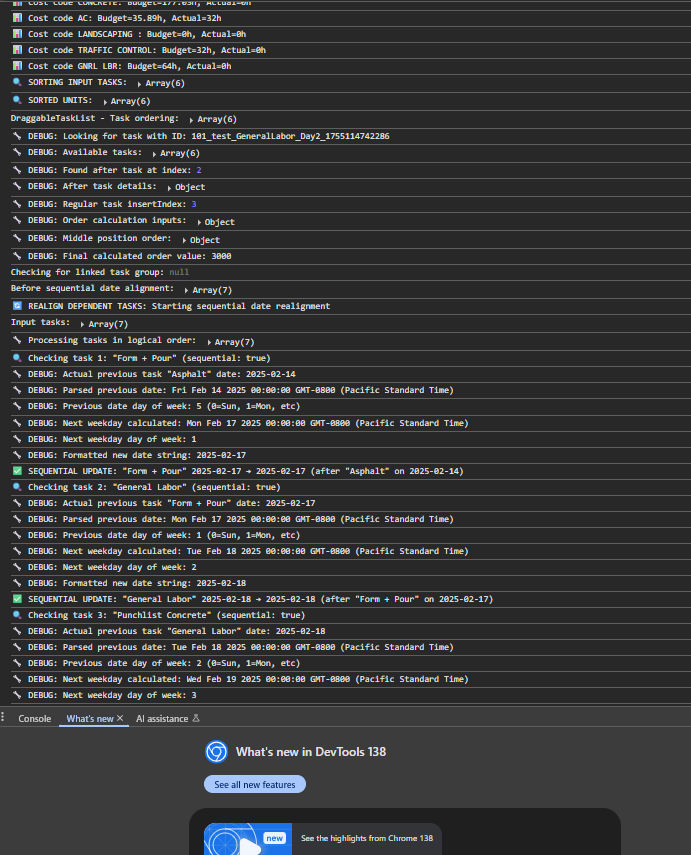 Cost code CONCRETE: Budget=177.03h, Actual=0h
Cost code AC: Budget=35.89h, Actual=32h
Cost code LANDSCAPING : Budget=0h, Actual=0h
Cost code TRAFFIC CONTROL: Budget=32h, Actual=0h
Cost code GNRL LBR: Budget=64h, Actual=0h
SORTING INPUT TASKS: ▸ Array(6)
SORTED UNITS: ▸ Array(6)
DraggableTaskList - Task ordering: ▸ Array(6)
DEBUG: Looking for task with ID: 101_test_GeneralLabor_Day2_1755114742286
DEBUG: Available tasks: ▸ Array(6)
DEBUG: Found after task at index: 2
DEBUG: After task details: ▸ Object
DEBUG: Regular task insertIndex: 3
DEBUG: Order calculation inputs: ▸ Object
DEBUG: Middle position order: ▸ Object
DEBUG: Final calculated order value: 3000
Checking for linked task group: null
Before sequential date alignment: ▸ Array(7)
REALIGN DEPENDENT TASKS: Starting sequential date realignment
Input tasks: ▸ Array(7)
Processing tasks in logical order: ▸ Array(7)
Checking task 1: "Form + Pour" (sequential: true)
DEBUG: Actual previous task "Asphalt" date: 2025-02-14
DEBUG: Parsed previous date: Fri Feb 14 2025 00:00:00 GMT-0800 (Pacific Standard Time)
DEBUG: Previous date day of week: 5 (0=Sun, 1=Mon, etc)
DEBUG: Next weekday calculated: Mon Feb 17 2025 00:00:00 GMT-0800 (Pacific Standard Time)
DEBUG: Next weekday day of week: 1
DEBUG: Formatted new date string: 2025-02-17
SEQUENTIAL UPDATE: "Form + Pour" 2025-02-17 → 2025-02-17 (after "Asphalt" on 2025-02-14)
Checking task 2: "General Labor" (sequential: true)
DEBUG: Actual previous task "Form + Pour" date: 2025-02-17
DEBUG: Parsed previous date: Mon Feb 17 2025 00:00:00 GMT-0800 (Pacific Standard Time)
DEBUG: Previous date day of week: 1 (0=Sun, 1=Mon, etc)
DEBUG: Next weekday calculated: Tue Feb 18 2025 00:00:00 GMT-0800 (Pacific Standard Time)
DEBUG: Next weekday day of week: 2
DEBUG: Formatted new date string: 2025-02-18
SEQUENTIAL UPDATE: "General Labor" 2025-02-18 → 2025-02-18 (after "Form + Pour" on 2025-02-17)
Checking task 3: "Punchlist Concrete" (sequential: true)
DEBUG: Actual previous task "General Labor" date: 2025-02-18
DEBUG: Parsed previous date: Tue Feb 18 2025 00:00:00 GMT-0800 (Pacific Standard Time)
DEBUG: Previous date day of week: 2 (0=Sun, 1=Mon, etc)
DEBUG: Next weekday calculated: Wed Feb 19 2025 00:00:00 GMT-0800 (Pacific Standard Time)
DEBUG: Next weekday day of week: 3
Console What's new AI assistance
What's new in DevTools 138
See all new features
new
See the highlights from Chrome 138